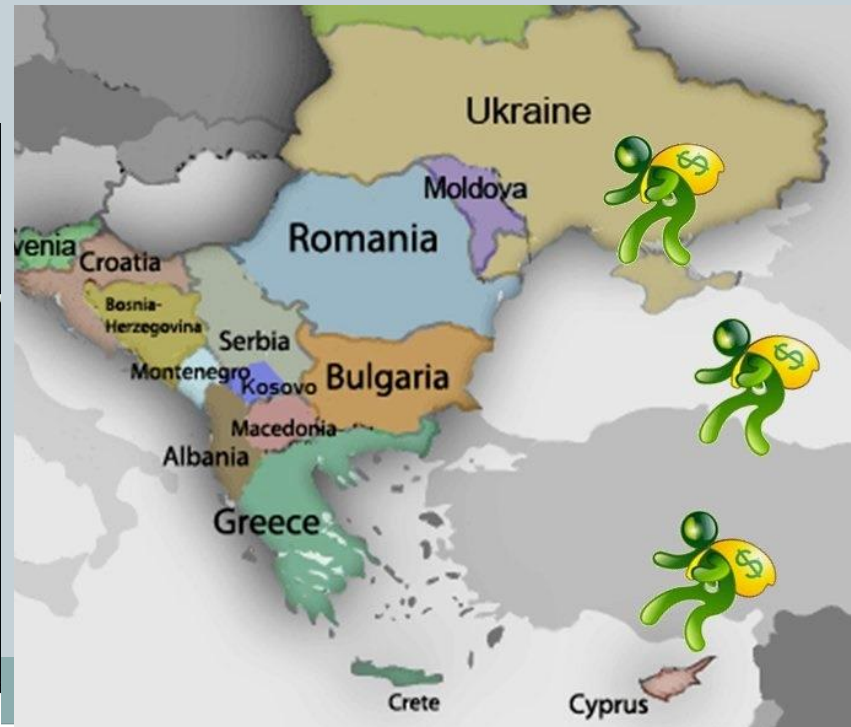 Ukraine
Moldova
Romania
venia
Croatia
Bosnia-
Herzegovina
Serbia
Montenegro
Kosovo
Bulgaria
Macedonia
Albania
Greece
Crete
Cyprus
$
$
$